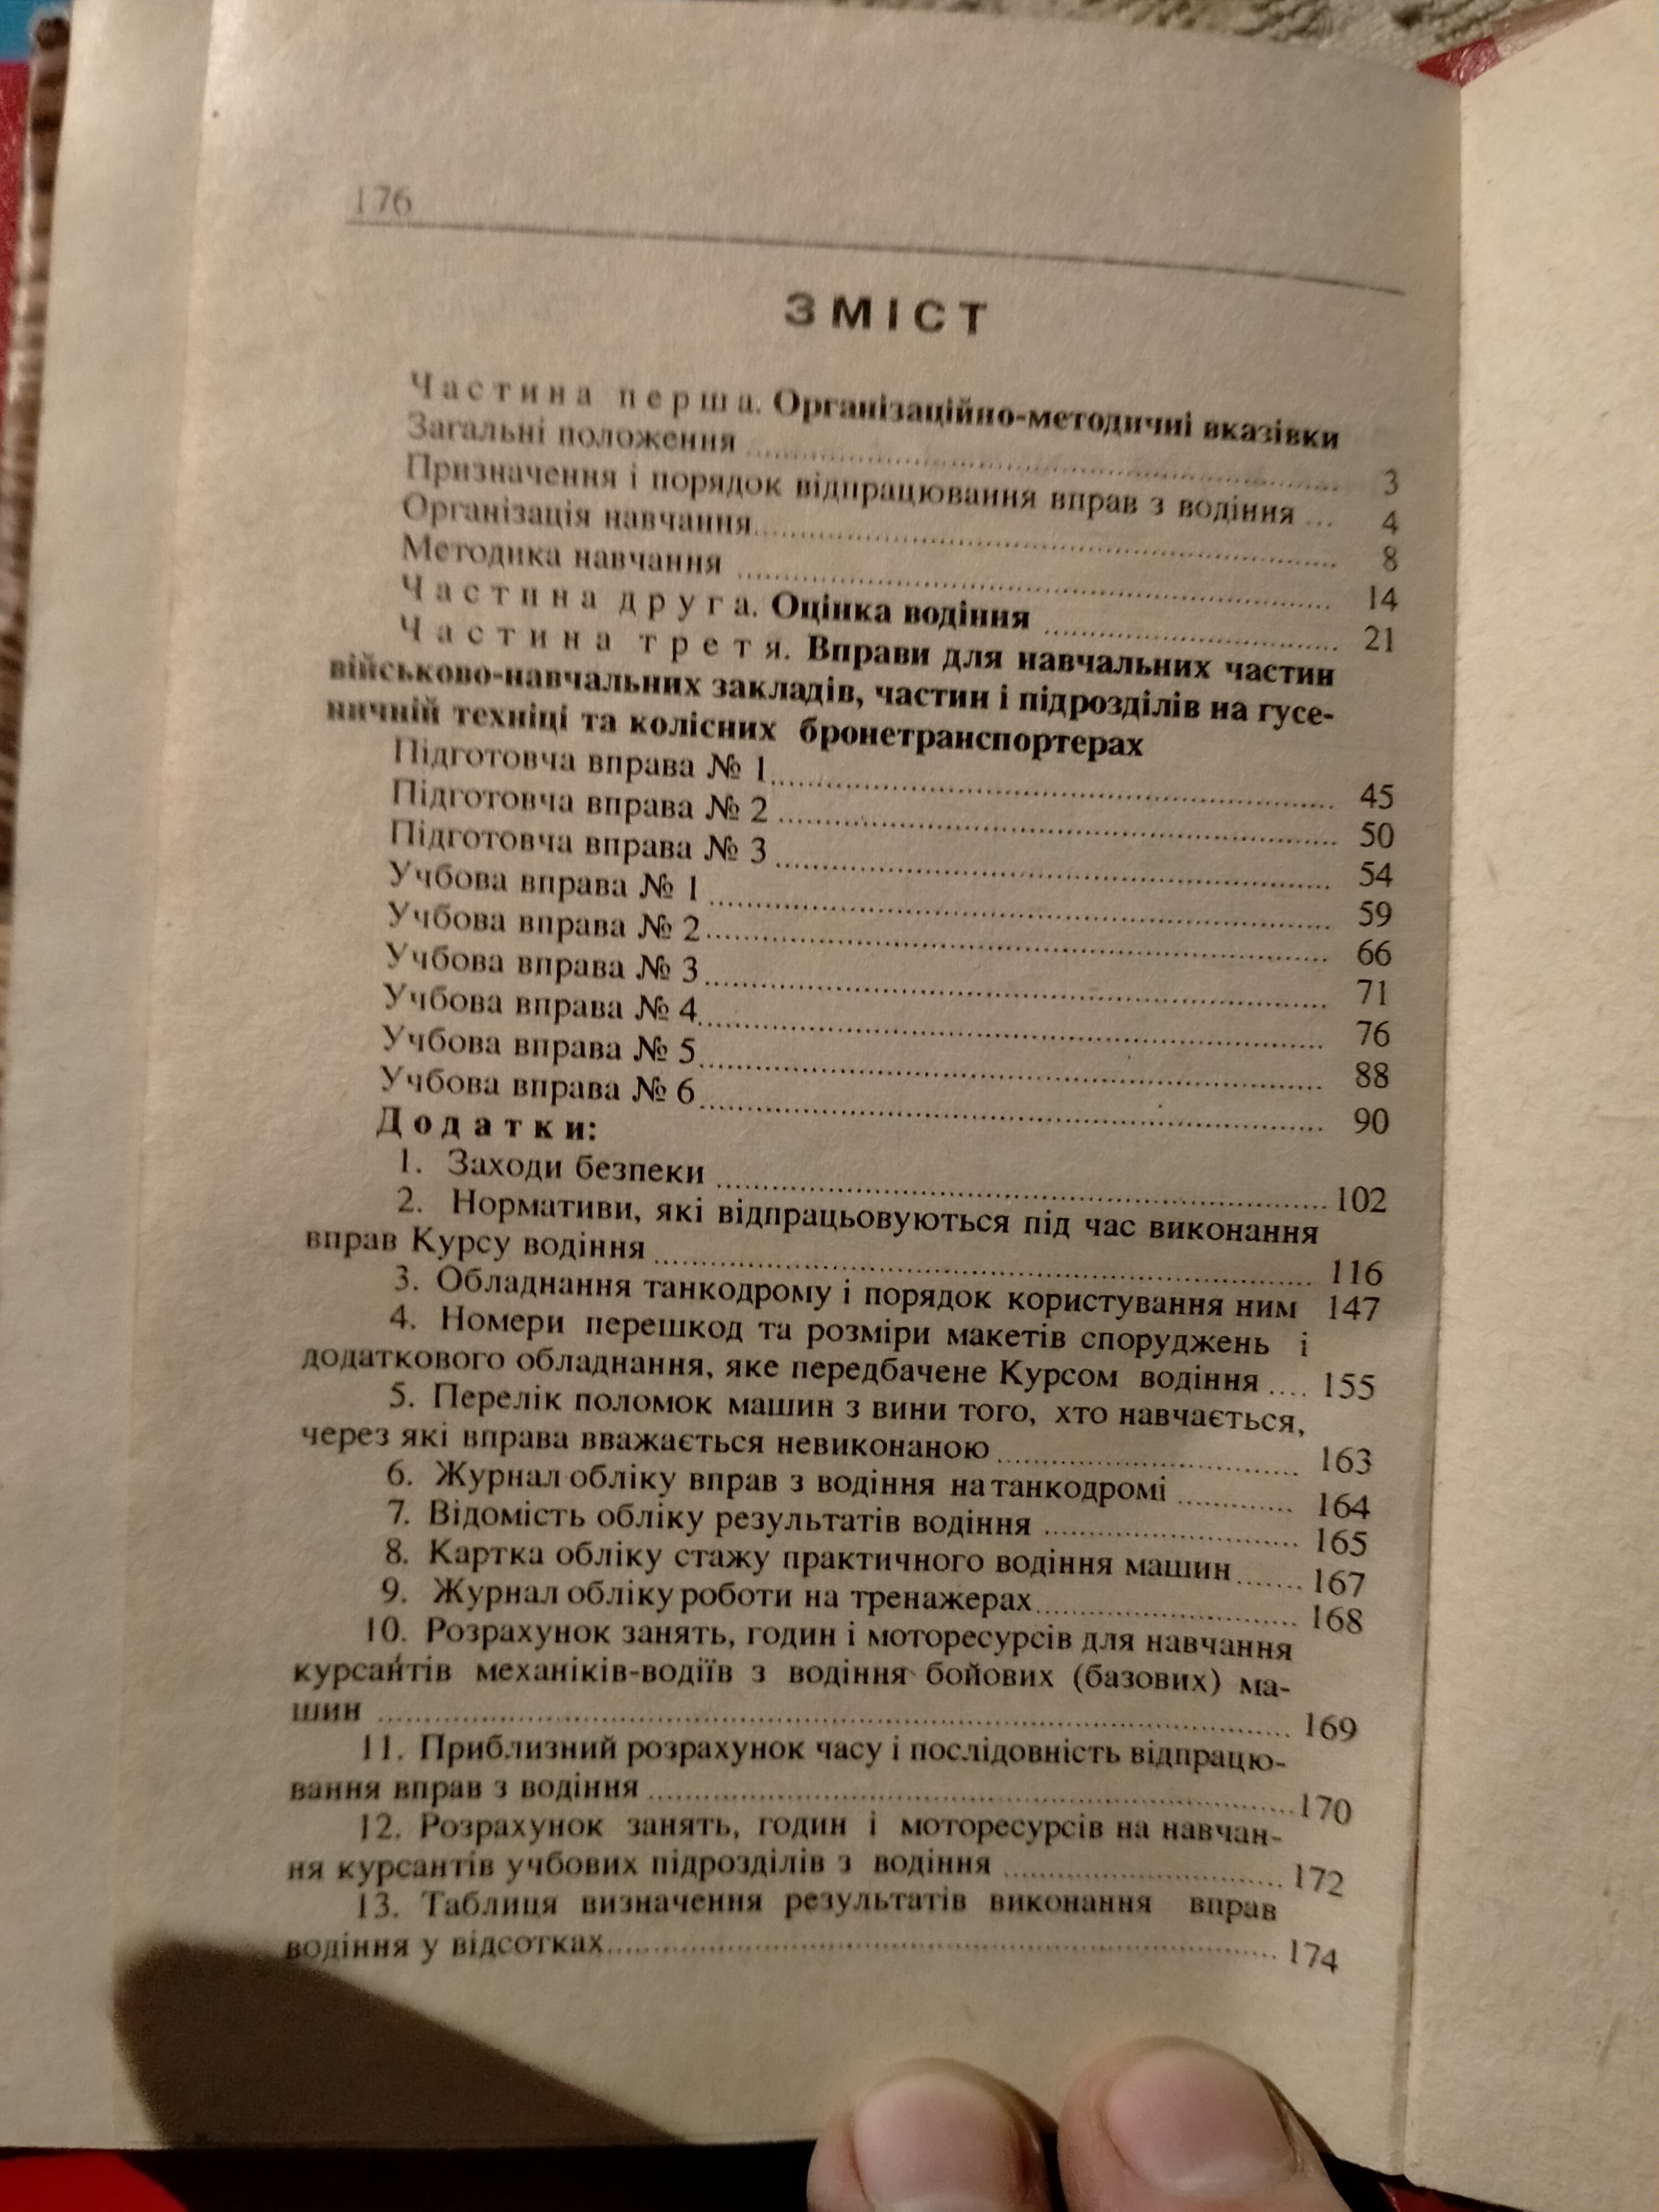 176
ЗМІСТ
Частина перша. Організаційно-методичні вказівки
Загальні положення ........ 3
Призначення і порядок відпрацювання вправ з водіння ... 4
Організація навчання........ 8
Методика навчання ........ 14
Частина друга. Оцінка водіння ........ 21
Частина третя. Вправи для навчальних частин
військово-навчальних закладів, частин і підрозділів на гусе-
ничній техніці та колісних бронетранспортерах
Підготовча вправа № 1 ........ 45
Підготовча вправа № 2 ........ 50
Підготовча вправа № 3 ........ 54
Учбова вправа № 1 ........ 59
Учбова вправа № 2 ........ 66
Учбова вправа № 3 ........ 71
Учбова вправа № 4 ........ 76
Учбова вправа № 5 ........ 88
Учбова вправа № 6 ........ 90
Додатки:
1. Заходи безпеки ........ 102
2. Нормативи, які відпрацьовуються під час виконання
вправ Курсу водіння ........ 116
3. Обладнання танкодрому і порядок користування ним 147
4. Номери перешкод та розміри макетів споруджень і
додаткового обладнання, яке передбачене Курсом водіння .... 155
5. Перелік поломок машин з вини того, хто навчається,
через які вправа вважається невиконаною ........ 163
6. Журнал обліку вправ з водіння на танкодромі ........ 164
7. Відомість обліку результатів водіння ........ 165
8. Картка обліку стажу практичного водіння машин ....... 167
9. Журнал обліку роботи на тренажерах ........ 168
10. Розрахунок занять, годин і моторесурсів для навчання
курсантів механіків-водіїв з водіння бойових (базових) ма-
шин ........ 169
11. Приблизний розрахунок часу і послідовність відпрацю-
вання вправ з водіння ........ 170
12. Розрахунок занять, годин і моторесурсів на навчан-
ня курсантів учбових підрозділів з водіння ........ 172
13. Таблиця визначення результатів виконання вправ
водіння у відсотках........ 174